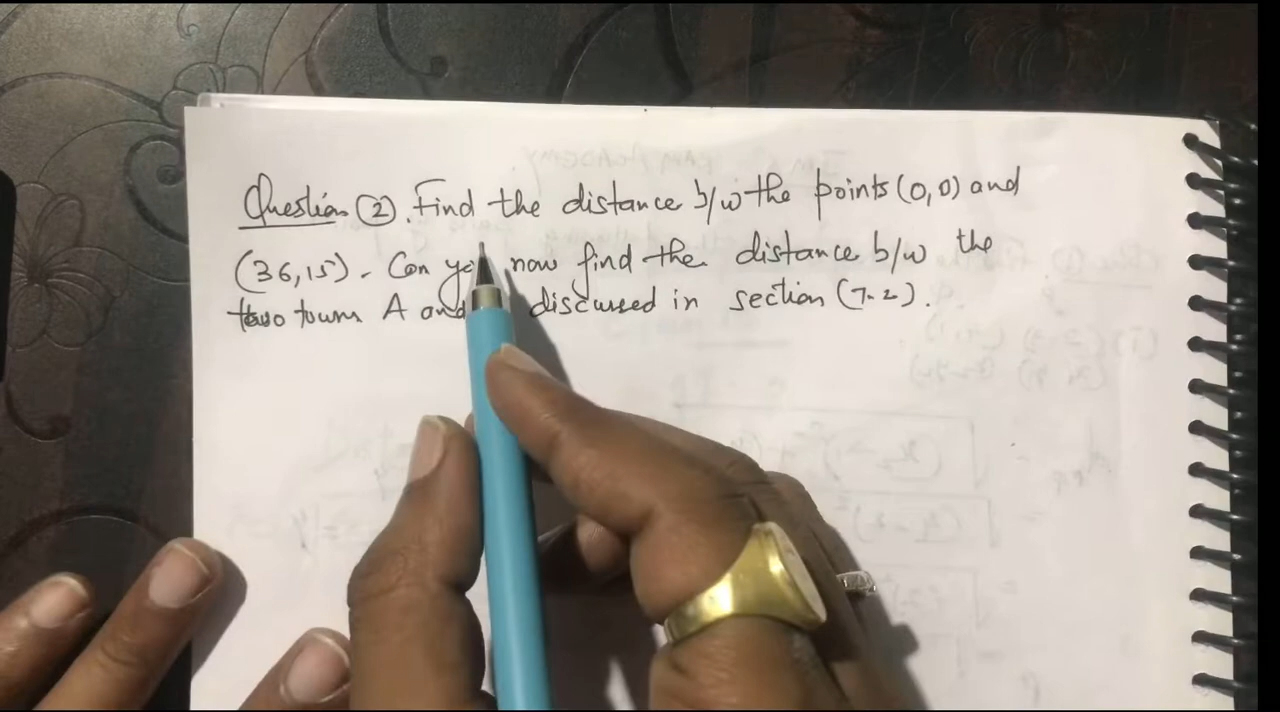 Question (2). Find the distance b/w the points (0,0) and
(36,15). Can now find the distance b/w the
two towns A and discussed in section (7.2).